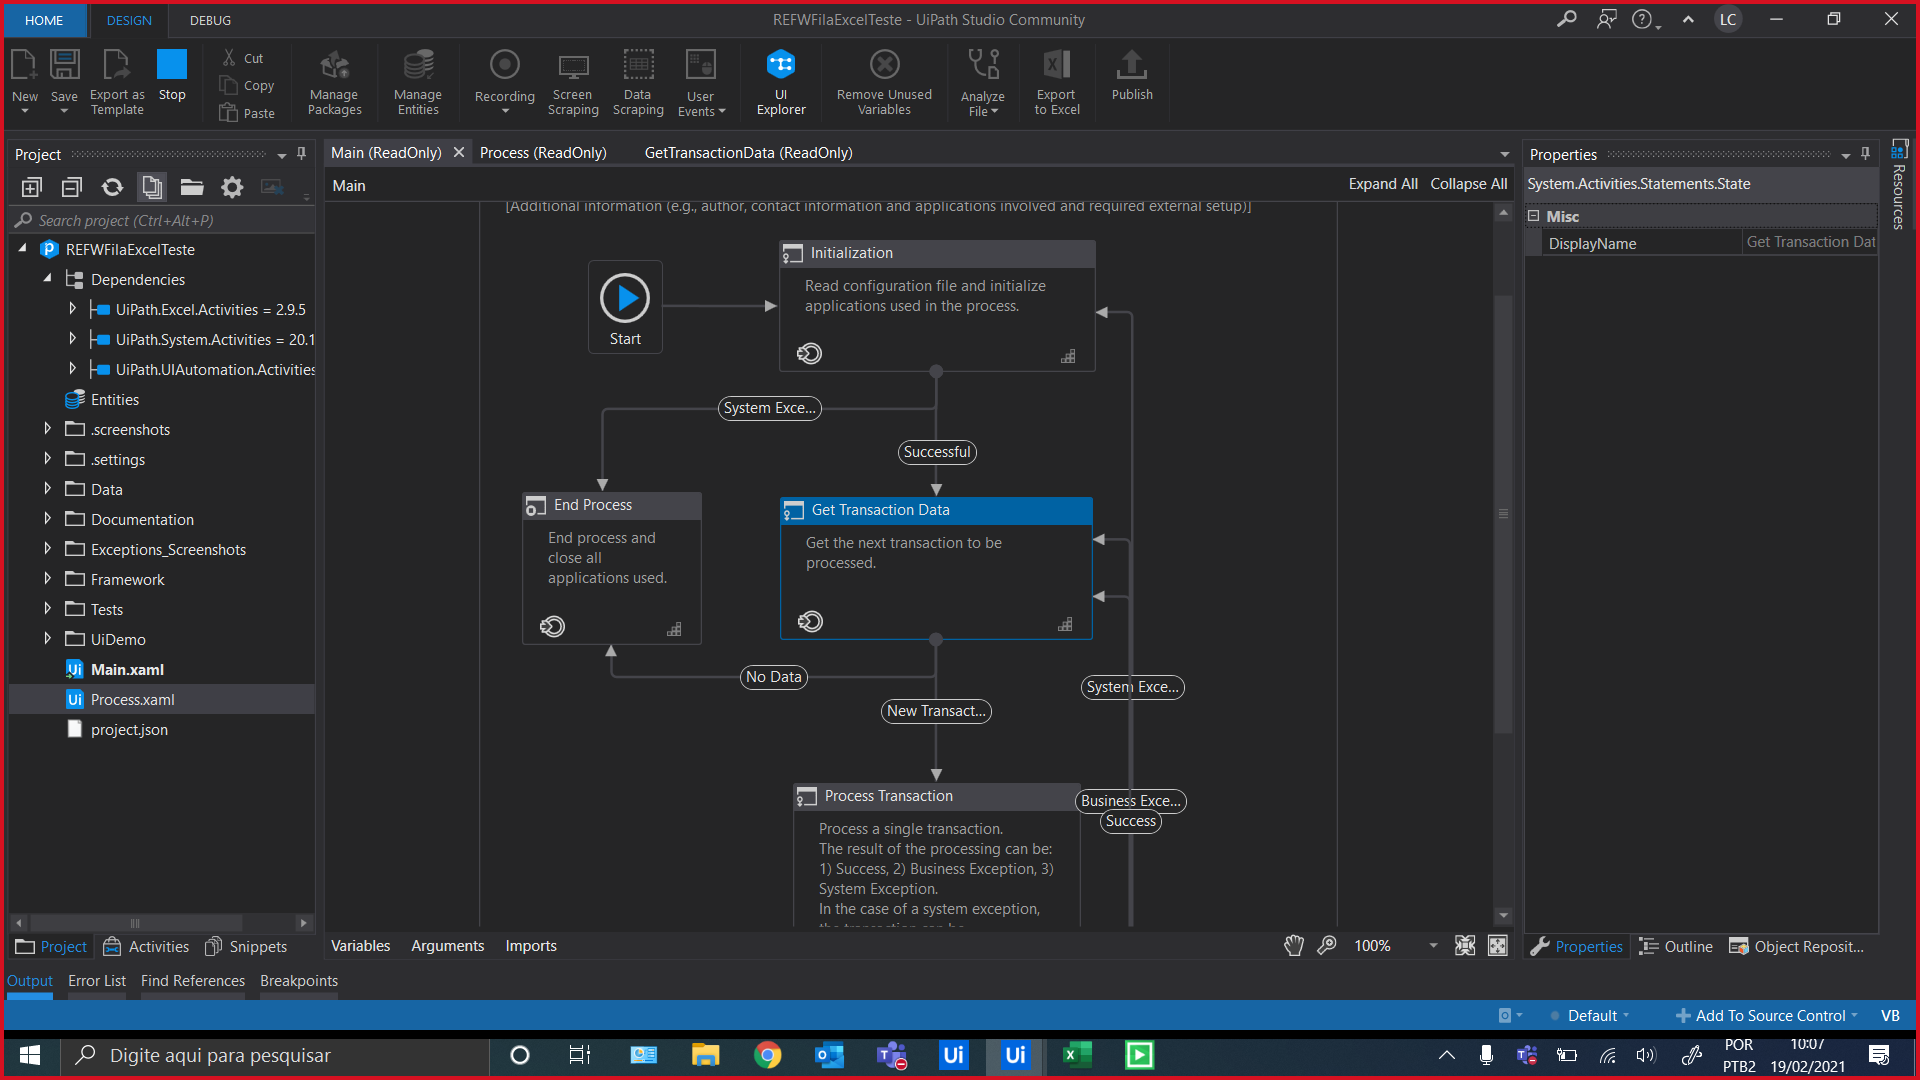 HOME
DESIGN
DEBUG
REFWFilaExcelTeste - UiPath Studio Community
LC
New
Save
Export as
Template
Stop
Cut
Copy
Paste
Manage
Packages
Manage
Entities
Recording
Screen
Scraping
Data
Scraping
User
Events
UI
Explorer
Remove Unused
Variables
Analyze
File
Export
to Excel
Publish
Project
Search project (Ctrl+Alt+P)
REFWFilaExcelTeste
Dependencies
UiPath.Excel.Activities = 2.9.5
UiPath.System.Activities = 20.1
UiPath.UIAutomation.Activities
Entities
.screenshots
.settings
Data
Documentation
Exceptions_Screenshots
Framework
Tests
UiDemo
Main.xaml
Process.xaml
project.json
Project
Activities
Snippets
Main (ReadOnly)
Process (ReadOnly)
GetTransactionData (ReadOnly)
Main
Expand All
Collapse All
[Additional information (e.g., author, contact information and applications involved and required external setup)]
Start
Initialization
Read configuration file and initialize
applications used in the process.
System Exce...
Successful
End Process
End process and
close all
applications used.
Get Transaction Data
Get the next transaction to be
processed.
No Data
New Transact...
System Exce...
Process Transaction
Process a single transaction.
The result of the processing can be:
1) Success, 2) Business Exception, 3)
System Exception.
In the case of a system exception,
the transaction can be
Business Exce...
Success
Variables
Arguments
Imports
100%
Properties
System.Activities.Statements.State
Misc
DisplayName
Get Transaction Dat
Resources
Properties
Outline
Object Reposit...
Output
Error List
Find References
Breakpoints
Default
Add To Source Control
VB
Digite aqui para pesquisar
POR
PTB2
10:07
19/02/2021